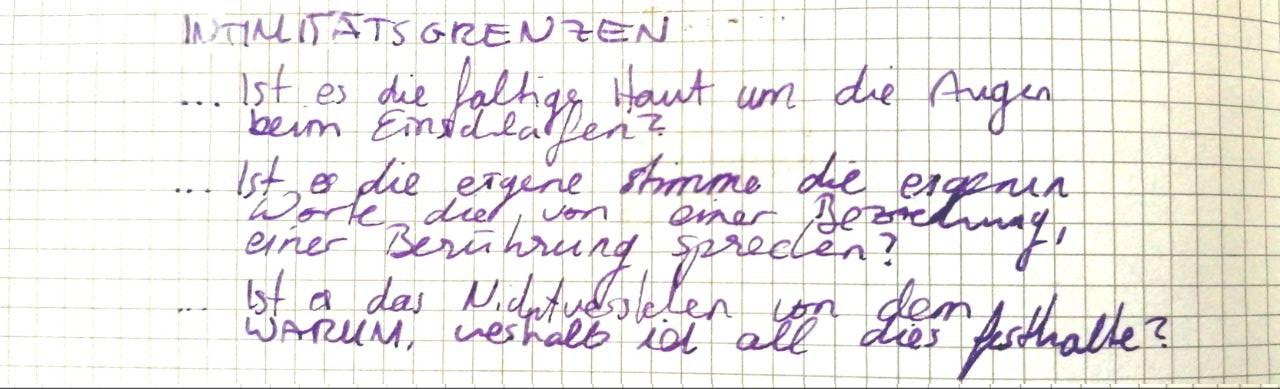 INTIMITÄTSGRENZEN
... Ist es die faltige Haut um die Augen
beim Einschlafen?
... Ist es die eigene Stimme die eigenen
Worte die von einer Beziehung,
einer Berührung sprechen?
... Ist es das Nichtverstehen von dem
WARUM, weshalb ich all dies festhalte?